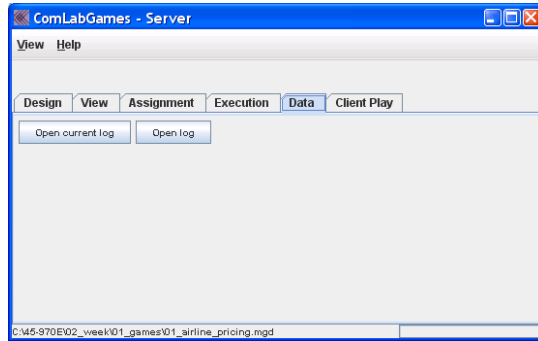 ComLabGames - Server
View Help
Design View Assignment Execution Data Client Play
Open current log Open log
C:\45-970E\02_week\01_games\01_airline_pricing.mgd